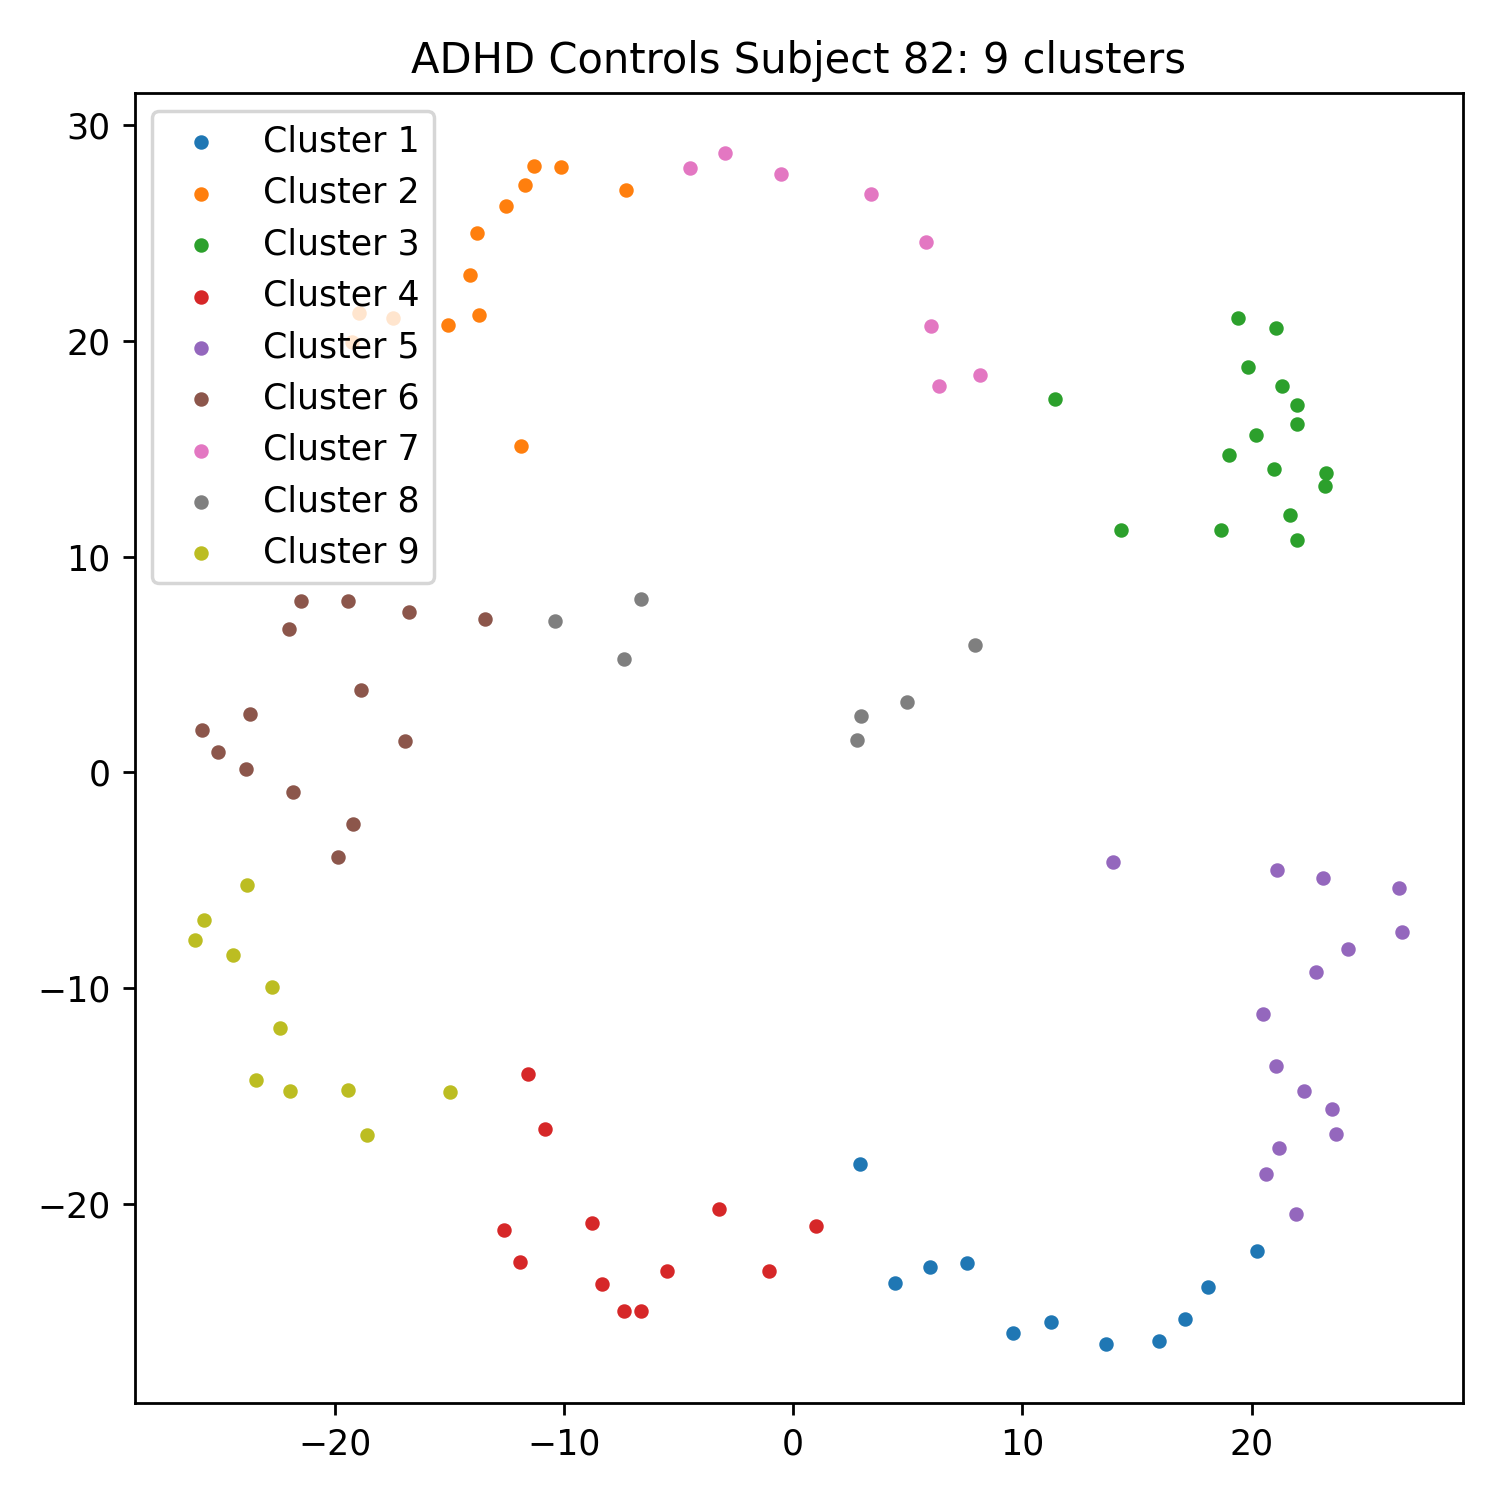 ADHD Controls Subject 82: 9 clusters
30
20
10
0
−10
−20
Cluster 1
Cluster 2
Cluster 3
Cluster 4
Cluster 5
Cluster 6
Cluster 7
Cluster 8
Cluster 9
−20 −10 0 10 20